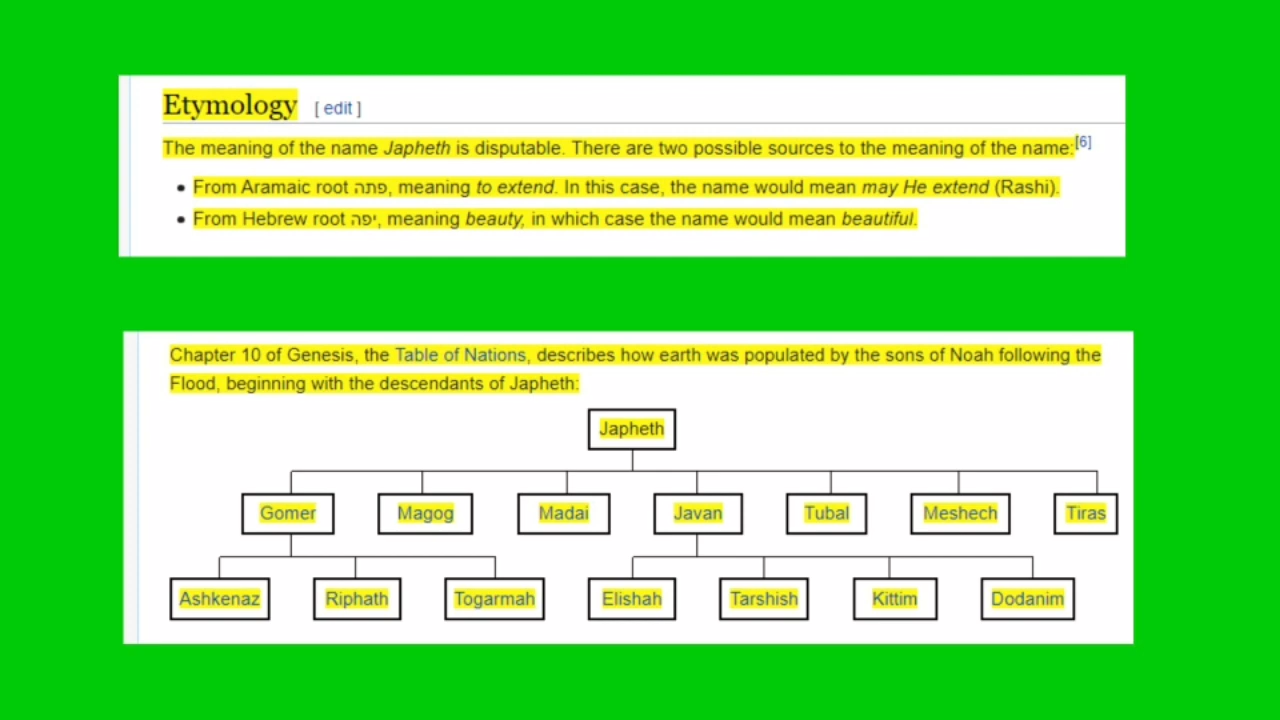 Etymology [ edit ]
The meaning of the name Japheth is disputable. There are two possible sources to the meaning of the name:[6]
• From Aramaic root פתה, meaning to extend. In this case, the name would mean may He extend (Rashi).
• From Hebrew root יפה, meaning beauty, in which case the name would mean beautiful.
Chapter 10 of Genesis, the Table of Nations, describes how earth was populated by the sons of Noah following the
Flood, beginning with the descendants of Japheth:
Japheth
Gomer Magog Madai Javan Tubal Meshech Tiras
Ashkenaz Riphath Togarmah Elishah Tarshish Kittim Dodanim